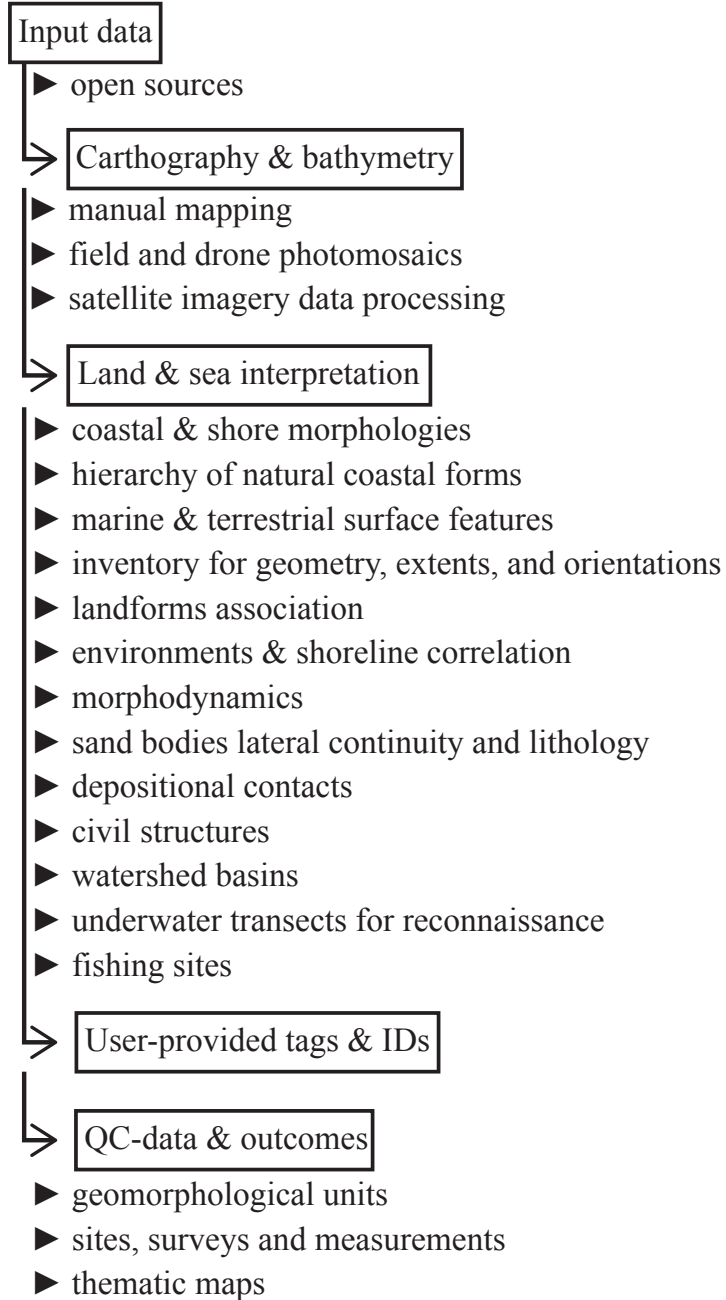 Input data
► open sources
Carthography & bathymetry
► manual mapping
► field and drone photomosaics
► satellite imagery data processing
Land & sea interpretation
► coastal & shore morphologies
► hierarchy of natural coastal forms
► marine & terrestrial surface features
► inventory for geometry, extents, and orientations
► landforms association
► environments & shoreline correlation
► morphodynamics
► sand bodies lateral continuity and lithology
► depositional contacts
► civil structures
► watershed basins
► underwater transects for reconnaissance
► fishing sites
User-provided tags & IDs
QC-data & outcomes
► geomorphological units
► sites, surveys and measurements
► thematic maps